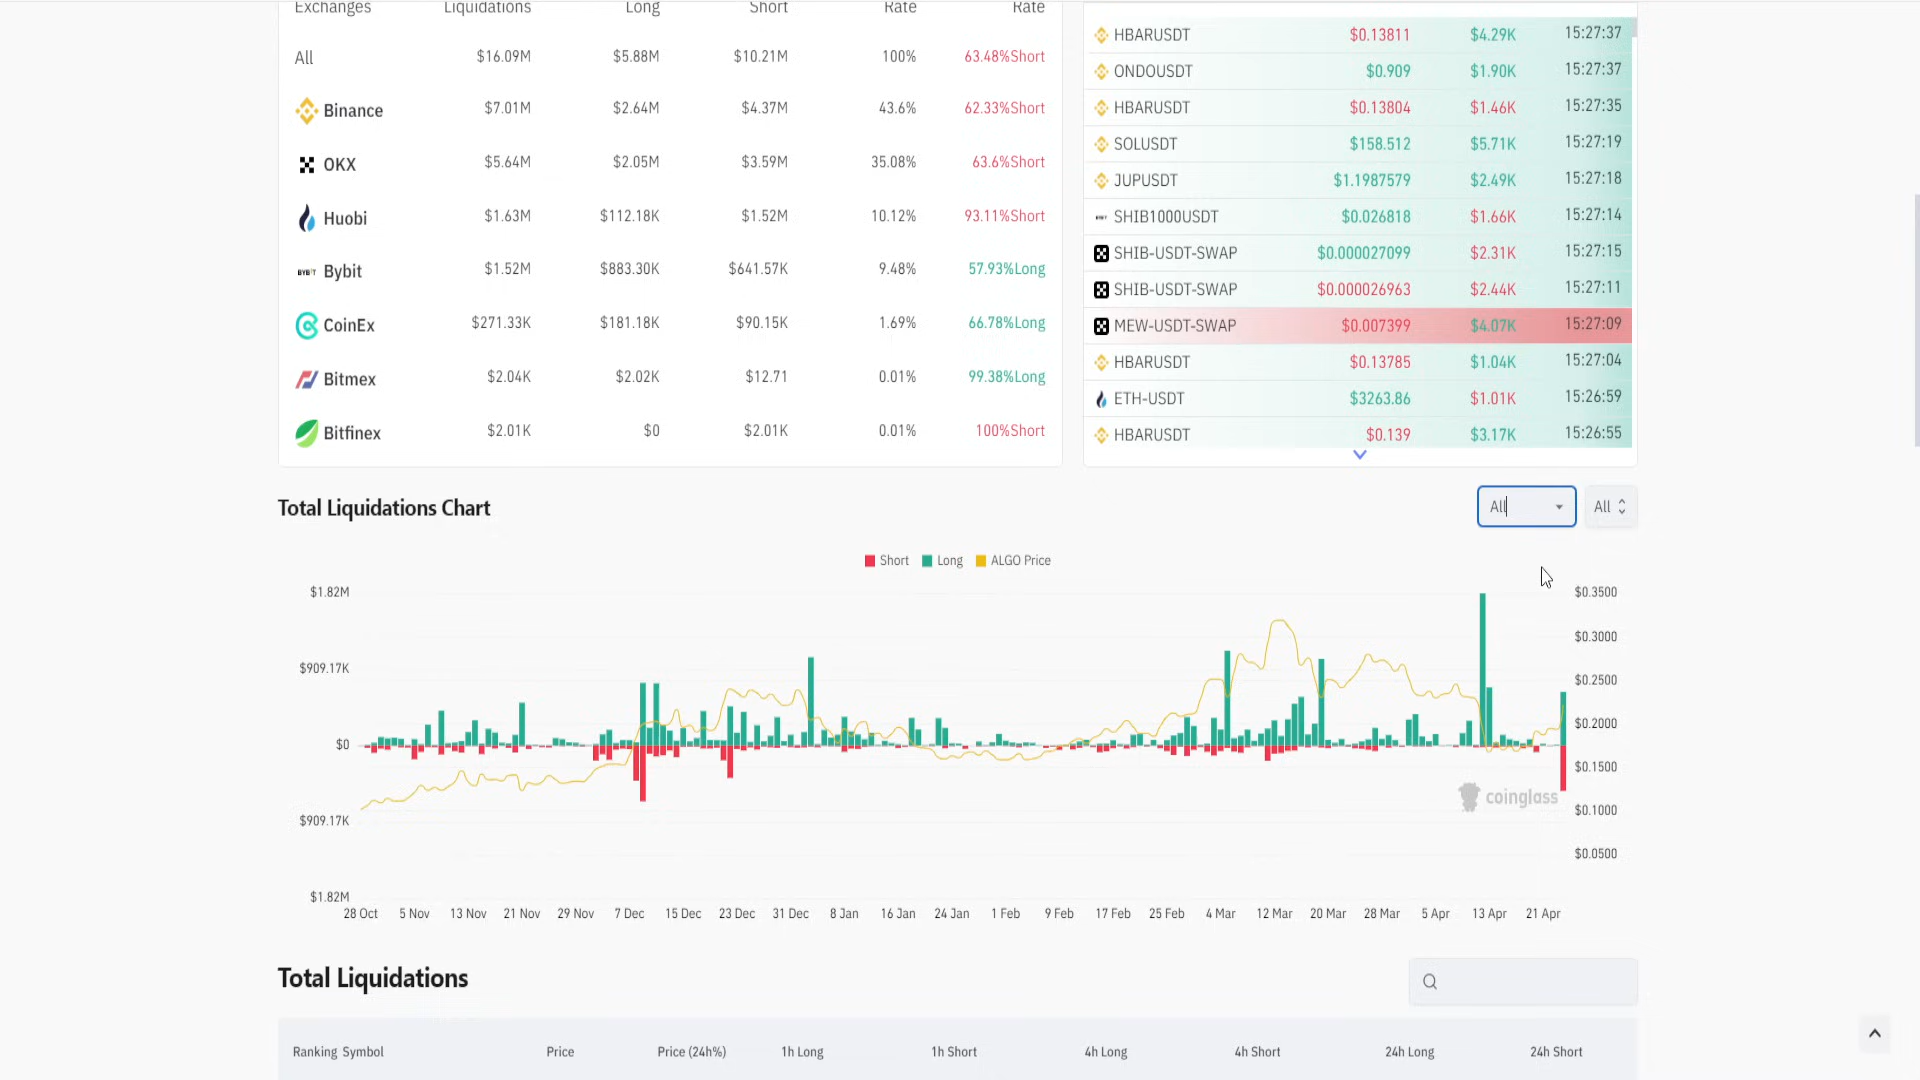 Exchanges Liquidations Long Short Rate Rate
All $16.09M $5.88M $10.21M 100% 63.48%Short
Binance $7.01M $2.64M $4.37M 43.6% 62.33%Short
OKX $5.64M $2.05M $3.59M 35.08% 63.6%Short
Huobi $1.63M $112.18K $1.52M 10.12% 93.11%Short
BYBIT Bybit $1.52M $883.30K $641.57K 9.48% 57.93%Long
CoinEx $271.33K $181.18K $90.15K 1.69% 66.78%Long
Bitmex $2.04K $2.02K $12.71 0.01% 99.38%Long
Bitfinex $2.01K $0 $2.01K 0.01% 100%Short
HBARUSDT $0.13811 $4.29K 15:27:37
ONDOUSDT $0.909 $1.90K 15:27:37
HBARUSDT $0.13804 $1.46K 15:27:35
SOLUSDT $158.512 $5.71K 15:27:19
JUPUSDT $1.1987579 $2.49K 15:27:18
SHIB1000USDT $0.026818 $1.66K 15:27:14
SHIB-USDT-SWAP $0.000027099 $2.31K 15:27:15
SHIB-USDT-SWAP $0.000026963 $2.44K 15:27:11
MEW-USDT-SWAP $0.007399 $4.07K 15:27:09
HBARUSDT $0.13785 $1.04K 15:27:04
ETH-USDT $3263.86 $1.01K 15:26:59
HBARUSDT $0.139 $3.17K 15:26:55
Total Liquidations Chart
All All
Short Long ALGO Price
$1.82M
$909.17K
$0
$909.17K
$1.82M
$0.3500
$0.3000
$0.2500
$0.2000
$0.1500
$0.1000
$0.0500
coinglass
28 Oct 5 Nov 13 Nov 21 Nov 29 Nov 7 Dec 15 Dec 23 Dec 31 Dec 8 Jan 16 Jan 24 Jan 1 Feb 9 Feb 17 Feb 25 Feb 4 Mar 12 Mar 20 Mar 28 Mar 5 Apr 13 Apr 21 Apr
Total Liquidations
Ranking Symbol Price Price (24h%) 1h Long 1h Short 4h Long 4h Short 24h Long 24h Short